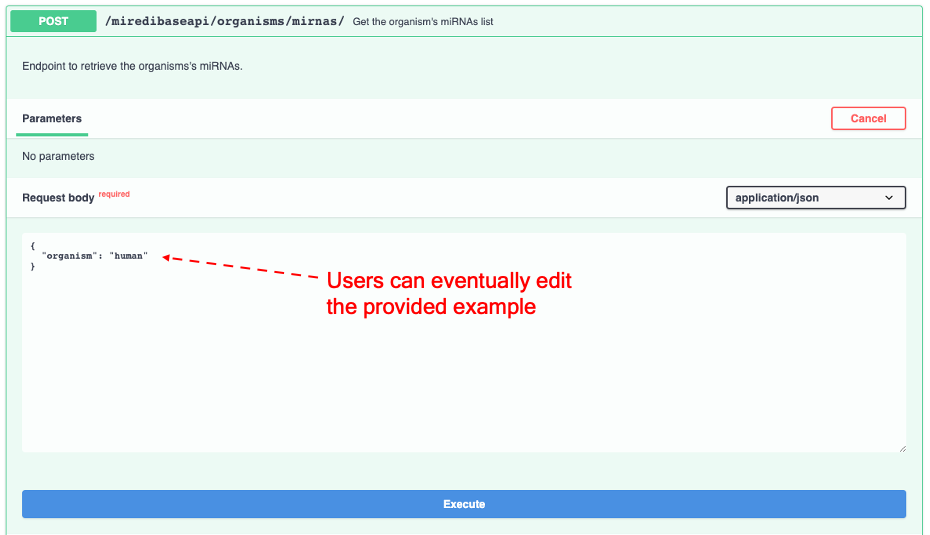 POST /miredibaseapi/organisms/mirnas/ Get the organism's miRNAs list
Endpoint to retrieve the organisms's miRNAs.
Parameters
Cancel
No parameters
Request body required
application/json
{
"organism": "human"
}
Users can eventually edit
the provided example
Execute